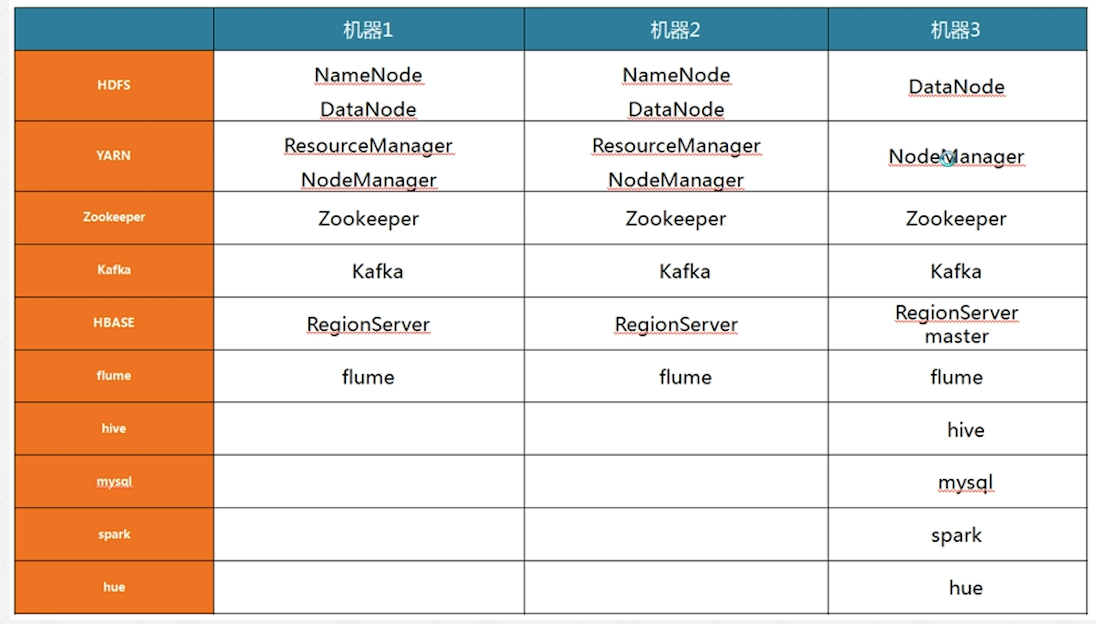 机器1 机器2 机器3
HDFS NameNode NameNode DataNode
DataNode DataNode
YARN ResourceManager ResourceManager NodeManager
NodeManager NodeManager
Zookeeper Zookeeper Zookeeper Zookeeper
Kafka Kafka Kafka Kafka
HBASE RegionServer RegionServer RegionServer
master
flume flume flume flume
hive hive
mysql mysql
spark spark
hue hue